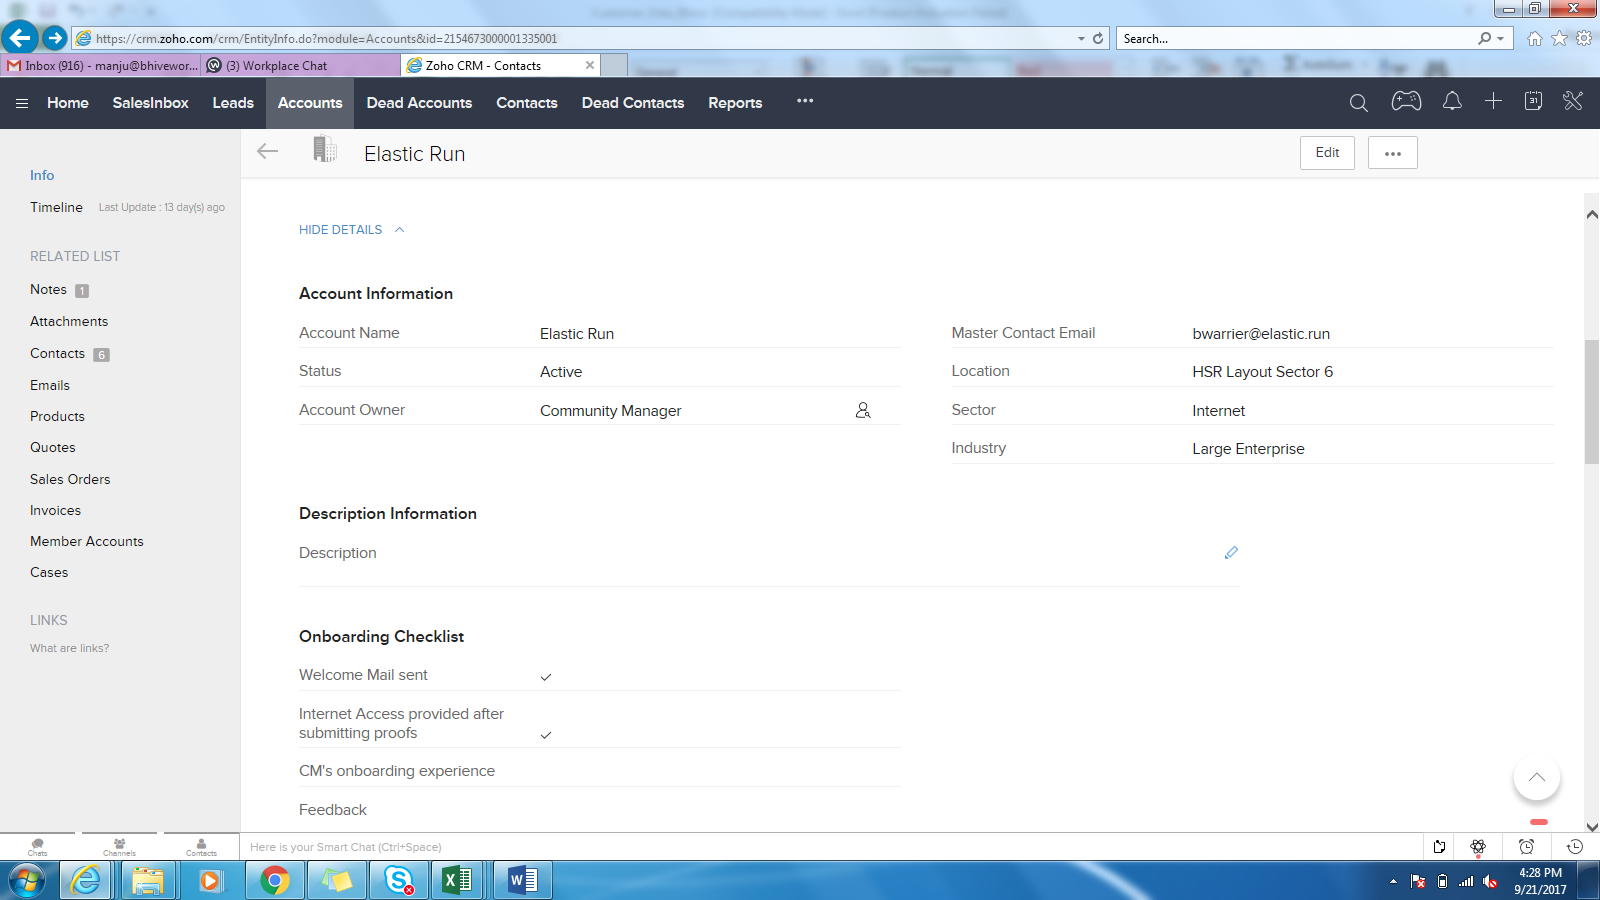 https://crm.zoho.com/crm/EntityInfo.do?module=Accounts&id=2154673000001335001
Search...
Inbox (916) - manju@bhivewor...
(3) Workplace Chat
Zoho CRM - Contacts
Home
SalesInbox
Leads
Accounts
Dead Accounts
Contacts
Dead Contacts
Reports
31
Elastic Run
Edit
Info
Timeline
Last Update : 13 day(s) ago
RELATED LIST
Notes 1
Attachments
Contacts 6
Emails
Products
Quotes
Sales Orders
Invoices
Member Accounts
Cases
LINKS
What are links?
HIDE DETAILS
Account Information
Account Name Elastic Run
Master Contact Email bwarrier@elastic.run
Status Active
Location HSR Layout Sector 6
Account Owner Community Manager
Sector Internet
Industry Large Enterprise
Description Information
Description
Onboarding Checklist
Welcome Mail sent
Internet Access provided after
submitting proofs
CM's onboarding experience
Feedback
Chats
Channels
Contacts
Here is your Smart Chat (Ctrl+Space)
4:28 PM
9/21/2017